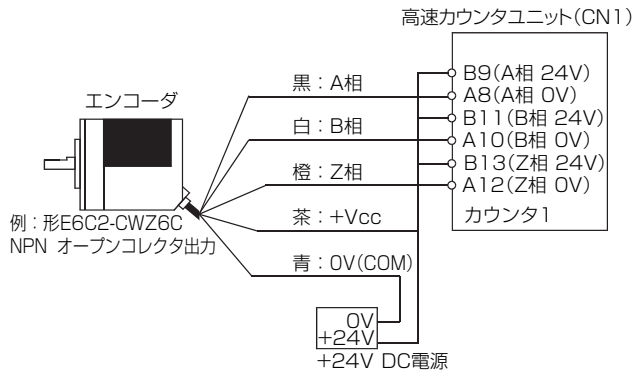 高速カウンタユニット(CN1)
エンコーダ
黒：A相
白：B相
橙：Z相
茶：+Vcc
青：0V(COM)
B9(A相 24V)
A8(A相 0V)
B11(B相 24V)
A10(B相 0V)
B13(Z相 24V)
A12(Z相 0V)
カウンタ1
例：形E6C2-CWZ6C
NPN オープンコレクタ出力
0V
+24V
+24V DC電源